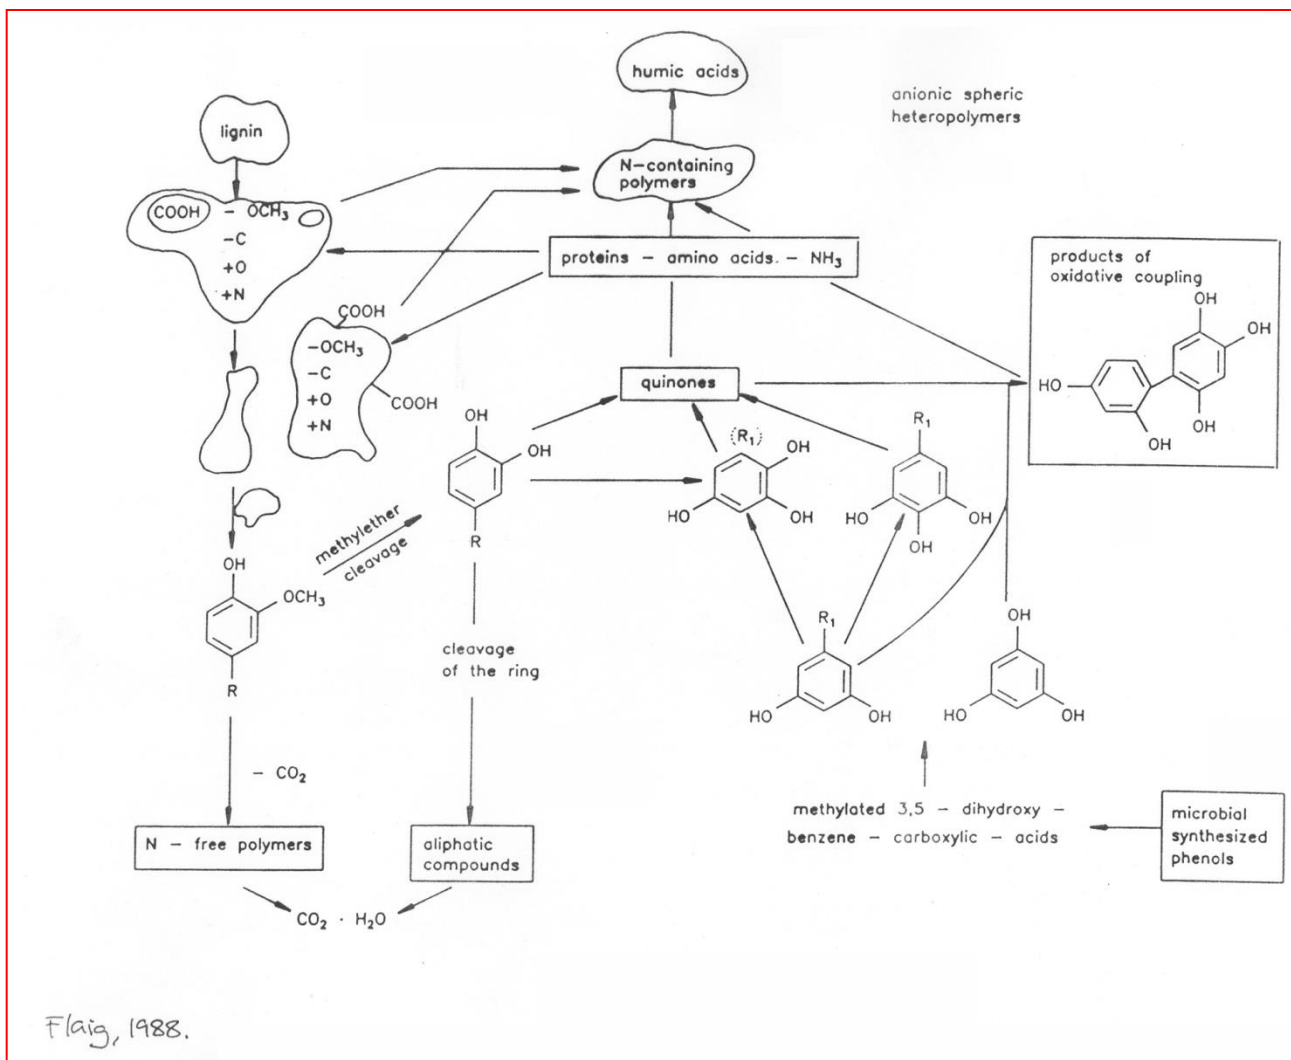 humic acids
anionic spheric
heteropolymers
lignin
N-containing
polymers
COOH
- OCH₃
-C
+O
+N
proteins - amino acids. - NH₃
products of
oxidative coupling
OH
OH
HO
OH
OH
COOH
-OCH₃
-C
+O
+N
COOH
quinones
OH
OH
R
(R₁)
OH
HO
OH
R₁
HO
OH
OH
methylether
cleavage
OH
OCH₃
R
cleavage
of the ring
R₁
HO
OH
OH
HO
OH
- CO₂
methylated 3,5 - dihydroxy -
benzene - carboxylic - acids
microbial
synthesized
phenols
N - free polymers
aliphatic
compounds
CO₂ · H₂O
Flaig, 1988.